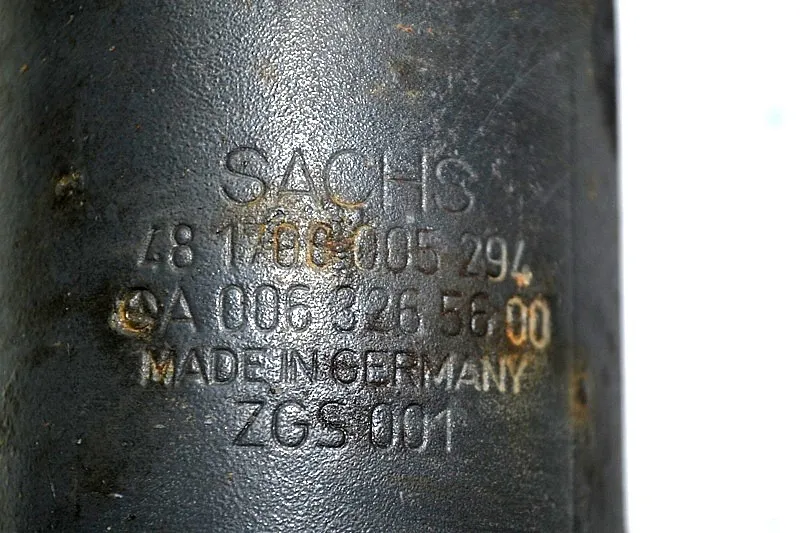 SACHS
48 1700 005 294
A 006 326 56 00
MADE IN GERMANY
ZGS 001